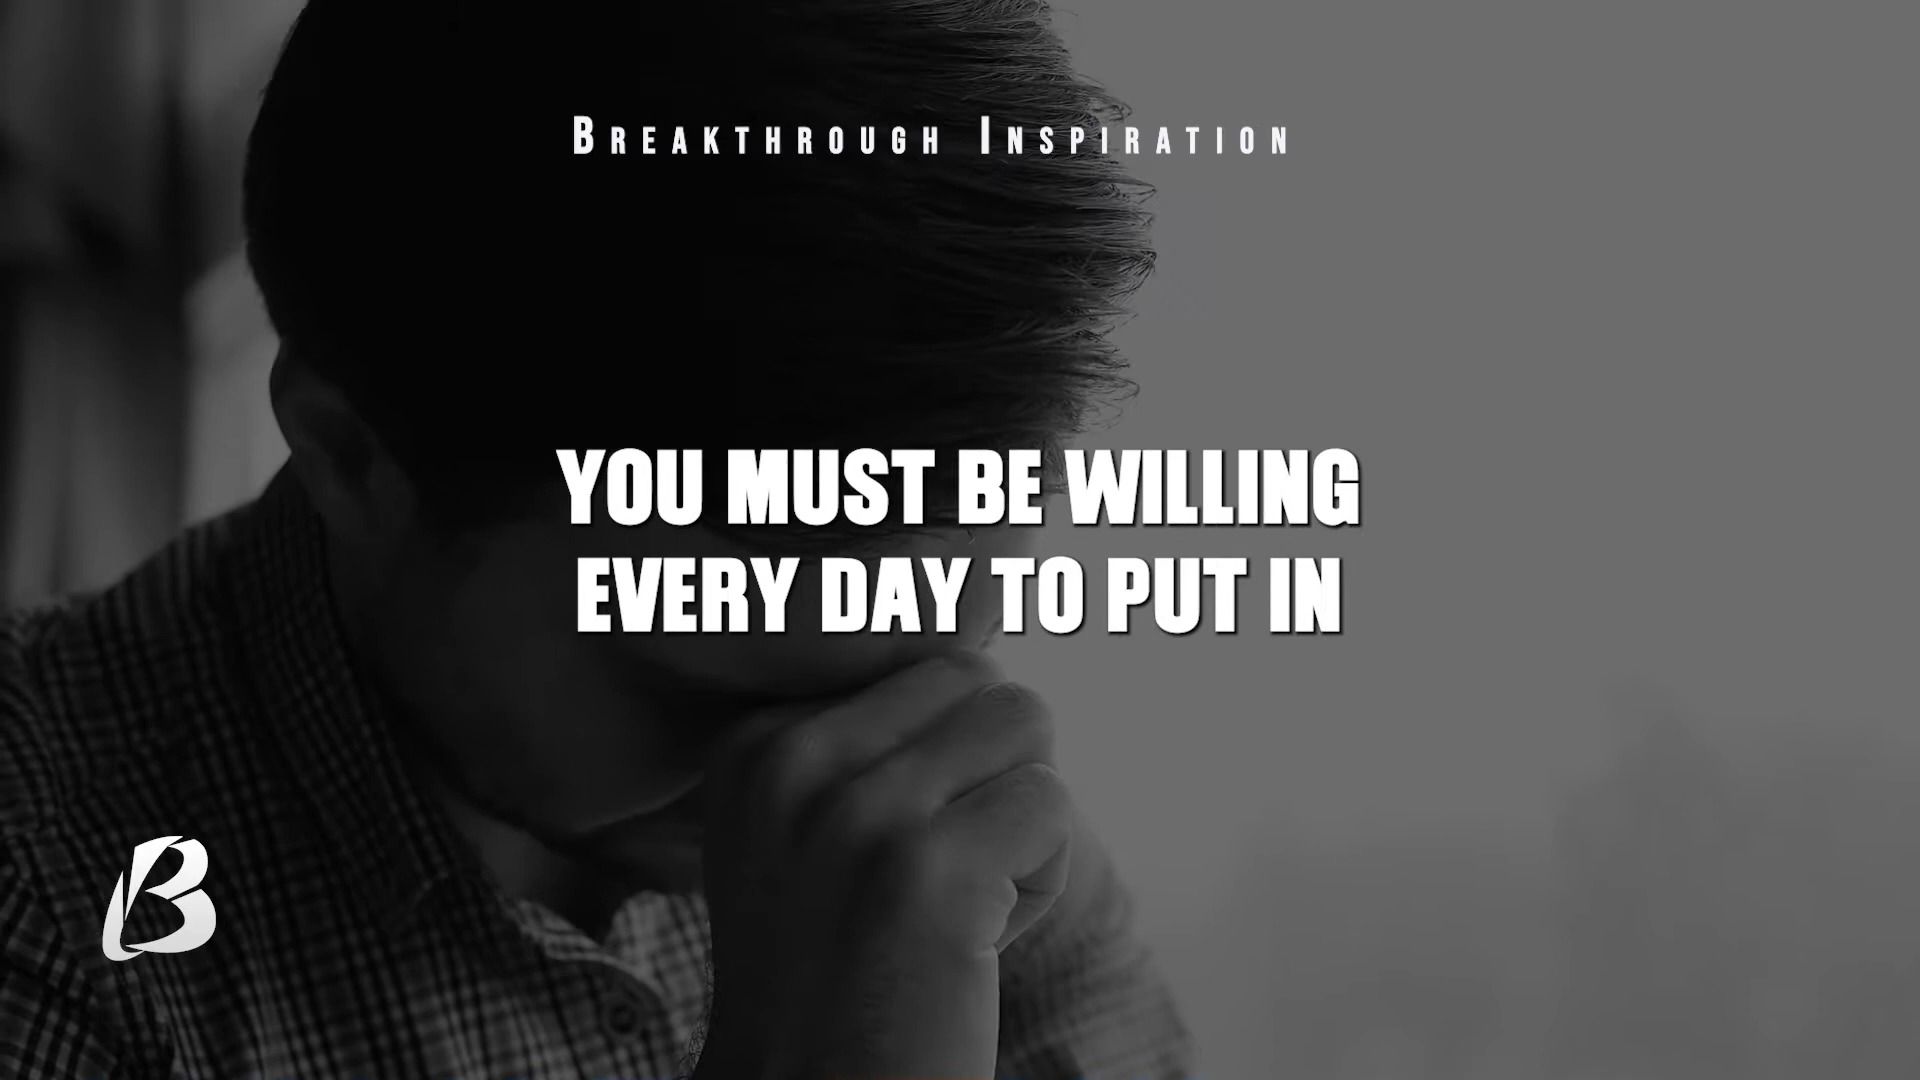 Breakthrough Inspiration
YOU MUST BE WILLING
EVERY DAY TO PUT IN
B